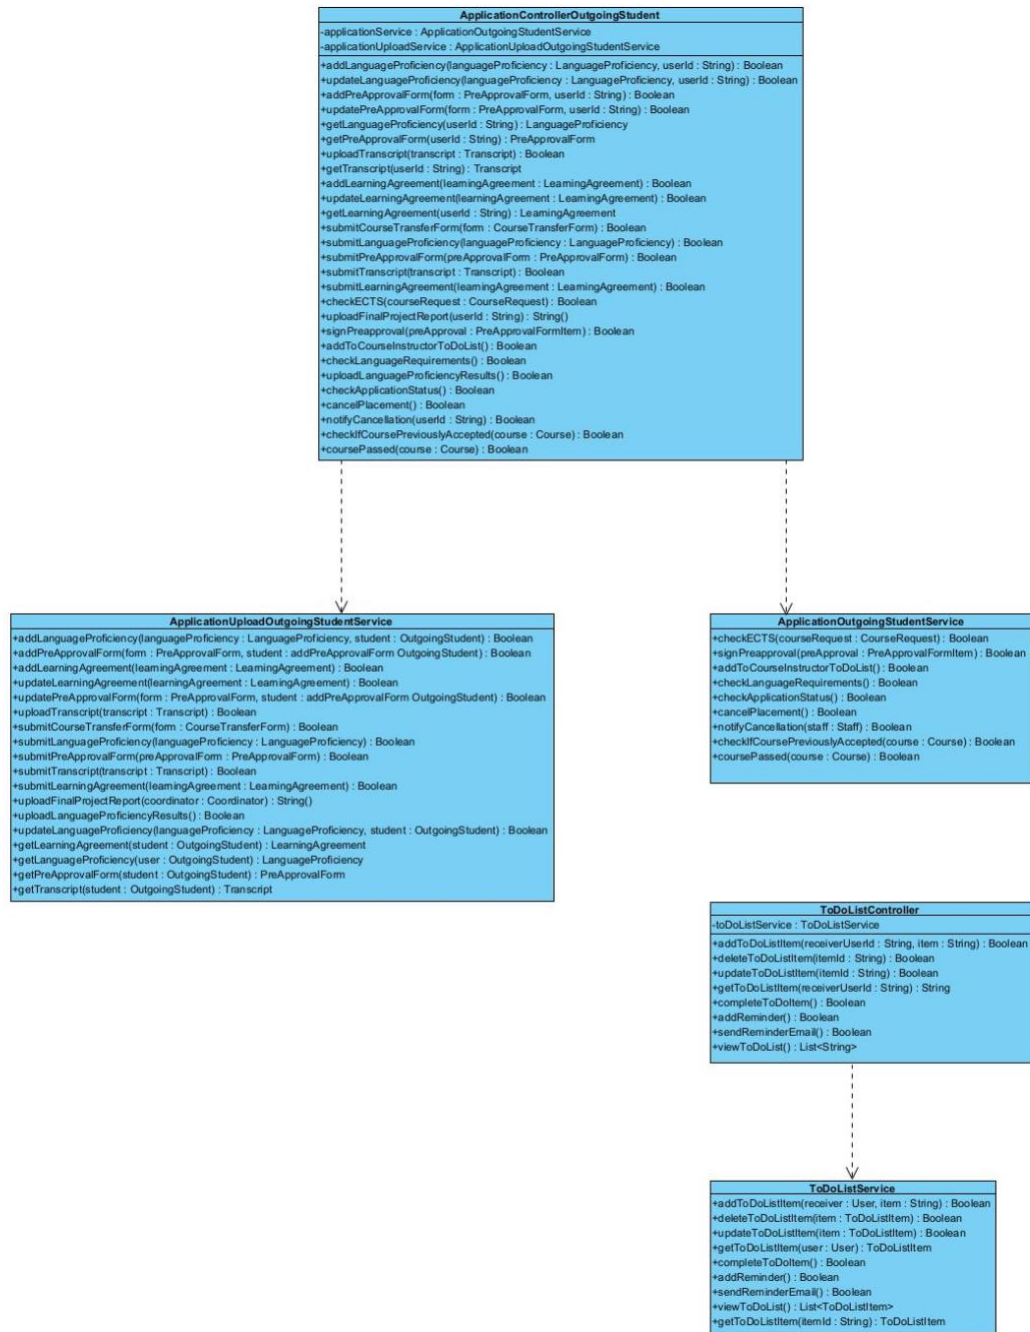 ApplicationControllerOutgoingStudent
-applicationService : ApplicationOutgoingStudentService
-applicationUploadService : ApplicationUploadOutgoingStudentService
+addLanguageProficiency(languageProficiency : LanguageProficiency, userId : String) : Boolean
+updateLanguageProficiency(languageProficiency : LanguageProficiency, userId : String) : Boolean
+addPreApprovalForm(form : PreApprovalForm, userId : String) : Boolean
+updatePreApprovalForm(form : PreApprovalForm, userId : String) : Boolean
+getLanguageProficiency(userId : String) : LanguageProficiency
+getPreApprovalForm(userId : String) : PreApprovalForm
+uploadTranscript(transcript : Transcript) : Boolean
+getTranscript(userId : String) : Transcript
+addLearningAgreement(learningAgreement : LearningAgreement) : Boolean
+updateLearningAgreement(learningAgreement : LearningAgreement) : Boolean
+getLearningAgreement(userId : String) : LearningAgreement
+submitCourseTransferForm(form : CourseTransferForm) : Boolean
+submitLanguageProficiency(languageProficiency : LanguageProficiency) : Boolean
+submitPreApprovalForm(preApprovalForm : PreApprovalForm) : Boolean
+submitTranscript(transcript : Transcript) : Boolean
+submitLearningAgreement(learningAgreement : LearningAgreement) : Boolean
+checkECTS(courseRequest : CourseRequest) : Boolean
+uploadFinalProjectReport(userId : String) : String()
+signPreapproval(preApproval : PreApprovalFormItem) : Boolean
+addToCourseInstructorToDoList() : Boolean
+checkLanguageRequirements() : Boolean
+uploadLanguageProficiencyResults() : Boolean
+checkApplicationStatus() : Boolean
+cancelPlacement() : Boolean
+notifyCancellation(userId : String) : Boolean
+checkIfCoursePreviouslyAccepted(course : Course) : Boolean
+coursePassed(course : Course) : Boolean
ApplicationUploadOutgoingStudentService
+addLanguageProficiency(languageProficiency : LanguageProficiency, student : OutgoingStudent) : Boolean
+addPreApprovalForm(form : PreApprovalForm, student : addPreApprovalForm OutgoingStudent) : Boolean
+addLearningAgreement(learningAgreement : LearningAgreement) : Boolean
+updateLearningAgreement(learningAgreement : LearningAgreement) : Boolean
+updatePreApprovalForm(form : PreApprovalForm, student : addPreApprovalForm OutgoingStudent) : Boolean
+uploadTranscript(transcript : Transcript) : Boolean
+submitCourseTransferForm(form : CourseTransferForm) : Boolean
+submitLanguageProficiency(languageProficiency : LanguageProficiency) : Boolean
+submitPreApprovalForm(preApprovalForm : PreApprovalForm) : Boolean
+submitTranscript(transcript : Transcript) : Boolean
+submitLearningAgreement(learningAgreement : LearningAgreement) : Boolean
+uploadFinalProjectReport(coordinator : Coordinator) : String()
+uploadLanguageProficiencyResults() : Boolean
+updateLanguageProficiency(languageProficiency : LanguageProficiency, student : OutgoingStudent) : Boolean
+getLearningAgreement(student : OutgoingStudent) : LearningAgreement
+getLanguageProficiency(user : OutgoingStudent) : LanguageProficiency
+getPreApprovalForm(student : OutgoingStudent) : PreApprovalForm
+getTranscript(student : OutgoingStudent) : Transcript
ApplicationOutgoingStudentService
+checkECTS(courseRequest : CourseRequest) : Boolean
+signPreapproval(preApproval : PreApprovalFormItem) : Boolean
+addToCourseInstructorToDoList() : Boolean
+checkLanguageRequirements() : Boolean
+checkApplicationStatus() : Boolean
+cancelPlacement() : Boolean
+notifyCancellation(staff : Staff) : Boolean
+checkIfCoursePreviouslyAccepted(course : Course) : Boolean
+coursePassed(course : Course) : Boolean
ToDoListController
-toDoListService : ToDoListService
+addToDoListItem(receiverUserId : String, item : String) : Boolean
+deleteToDoListItem(itemId : String) : Boolean
+updateToDoListItem(itemId : String) : Boolean
+getToDoListItem(receiverUserId : String) : String
+completeToDoItem() : Boolean
+addReminder() : Boolean
+sendReminderEmail() : Boolean
+viewToDoList() : List<String>
ToDoListService
+addToDoListItem(receiver : User, item : String) : Boolean
+deleteToDoListItem(item : ToDoListItem) : Boolean
+updateToDoListItem(item : ToDoListItem) : Boolean
+getToDoListItem(user : User) : ToDoListItem
+completeToDoItem() : Boolean
+addReminder() : Boolean
+sendReminderEmail() : Boolean
+viewToDoList() : List<ToDoListItem>
+getToDoListItem(itemId : String) : ToDoListItem